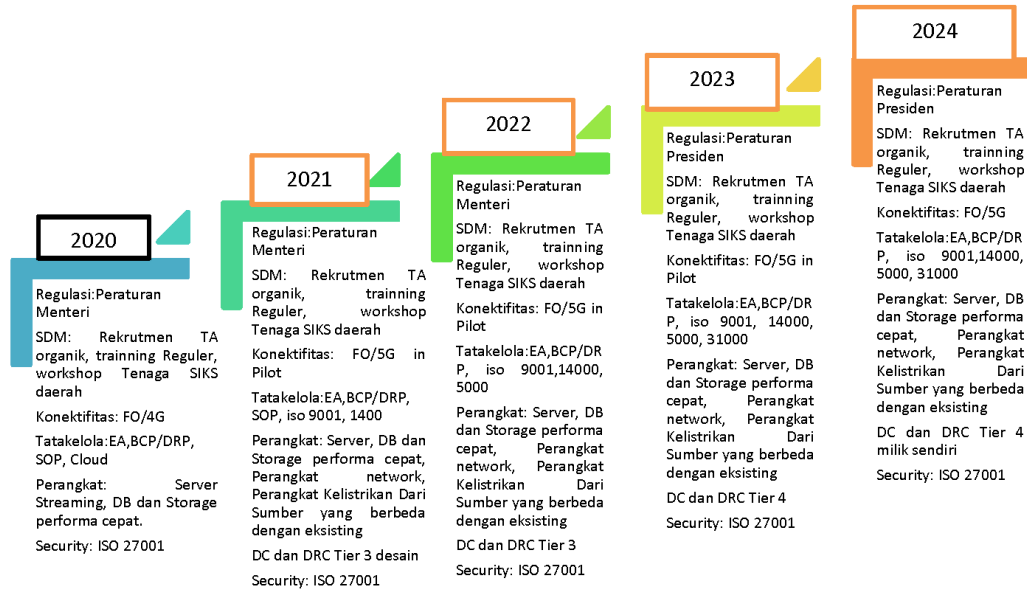 2020
Regulasi:Peraturan
Menteri
SDM: Rekrutmen TA
organik, trainning Reguler,
workshop Tenaga SIKS
daerah
Konektifitas: FO/4G
Tatakelola:EA,BCP/DRP,
SOP, Cloud
Perangkat: Server
Streaming, DB dan Storage
performa cepat.
Security: ISO 27001
2021
Regulasi:Peraturan
Menteri
SDM: Rekrutmen TA
organik, trainning
Reguler, workshop
Tenaga SIKS daerah
Konektifitas: FO/5G in
Pilot
Tatakelola:EA,BCP/DRP,
SOP, iso 9001, 1400
Perangkat: Server, DB dan
Storage performa cepat,
Perangkat network,
Perangkat Kelistrikan Dari
Sumber yang berbeda
dengan eksisting
DC dan DRC Tier 3 desain
Security: ISO 27001
2022
Regulasi:Peraturan
Menteri
SDM: Rekrutmen TA
organik, trainning
Reguler, workshop
Tenaga SIKS daerah
Konektifitas: FO/5G in
Pilot
Tatakelola:EA,BCP/DR
P, iso 9001,14000,
5000
Perangkat: Server, DB
dan Storage performa
cepat, Perangkat
network, Perangkat
Kelistrikan Dari
Sumber yang berbeda
dengan eksisting
DC dan DRC Tier 3
Security: ISO 27001
2023
Regulasi:Peraturan
Presiden
SDM: Rekrutmen TA
organik, trainning
Reguler, workshop
Tenaga SIKS daerah
Konektifitas: FO/5G in
Pilot
Tatakelola:EA,BCP/DR
P, iso 9001, 14000,
5000, 31000
Perangkat: Server, DB
dan Storage performa
cepat, Perangkat
network, Perangkat
Kelistrikan Dari
Sumber yang berbeda
dengan eksisting
DC dan DRC Tier 4
Security: ISO 27001
2024
Regulasi:Peraturan
Presiden
SDM: Rekrutmen TA
organik, trainning
Reguler, workshop
Tenaga SIKS daerah
Konektifitas: FO/5G
Tatakelola:EA,BCP/DR
P, iso 9001,14000,
5000, 31000
Perangkat: Server, DB
dan Storage performa
cepat, Perangkat
network, Perangkat
Kelistrikan Dari
Sumber yang berbeda
dengan eksisting
DC dan DRC Tier 4
milik sendiri
Security: ISO 27001